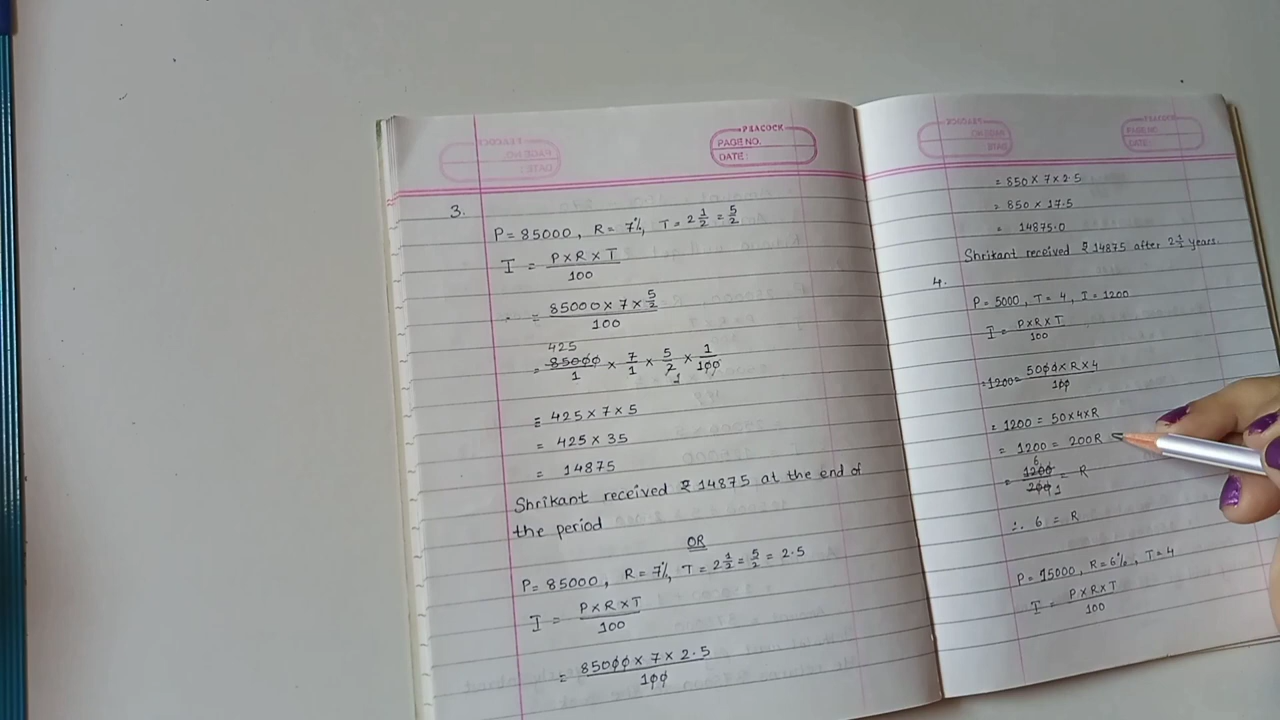 PEACOCK
PAGE NO.
DATE:
3.
P = 85000, R = 7%, T = 2 1/2 = 5/2
I = P×R×T/100
= 85000 × 7 × 5/2 / 100
425
= 85000/1 × 7/1 × 5/2 × 1/100
1
= 425 × 7 × 5
= 425 × 35
= 14875
Shrikant received ₹ 14875 at the end of
the period
OR
P = 85000, R = 7%, T = 2 1/2 = 5/2 = 2.5
I = P×R×T/100
= 85000 × 7 × 2.5/100
= 850 × 7 × 2.5
= 850 × 17.5
= 14875.0
Shrikant received ₹ 14875 after 2 1/2 years.
4.
P = 5000, T = 4, I = 1200
I = P×R×T/100
= 1200 = 5000 × R × 4/100
= 1200 = 50×4×R
= 1200 = 200R
6
= 1200/200 = R
1
∴ 6 = R
P = 15000, R = 6%, T = 4
I = P×R×T/100